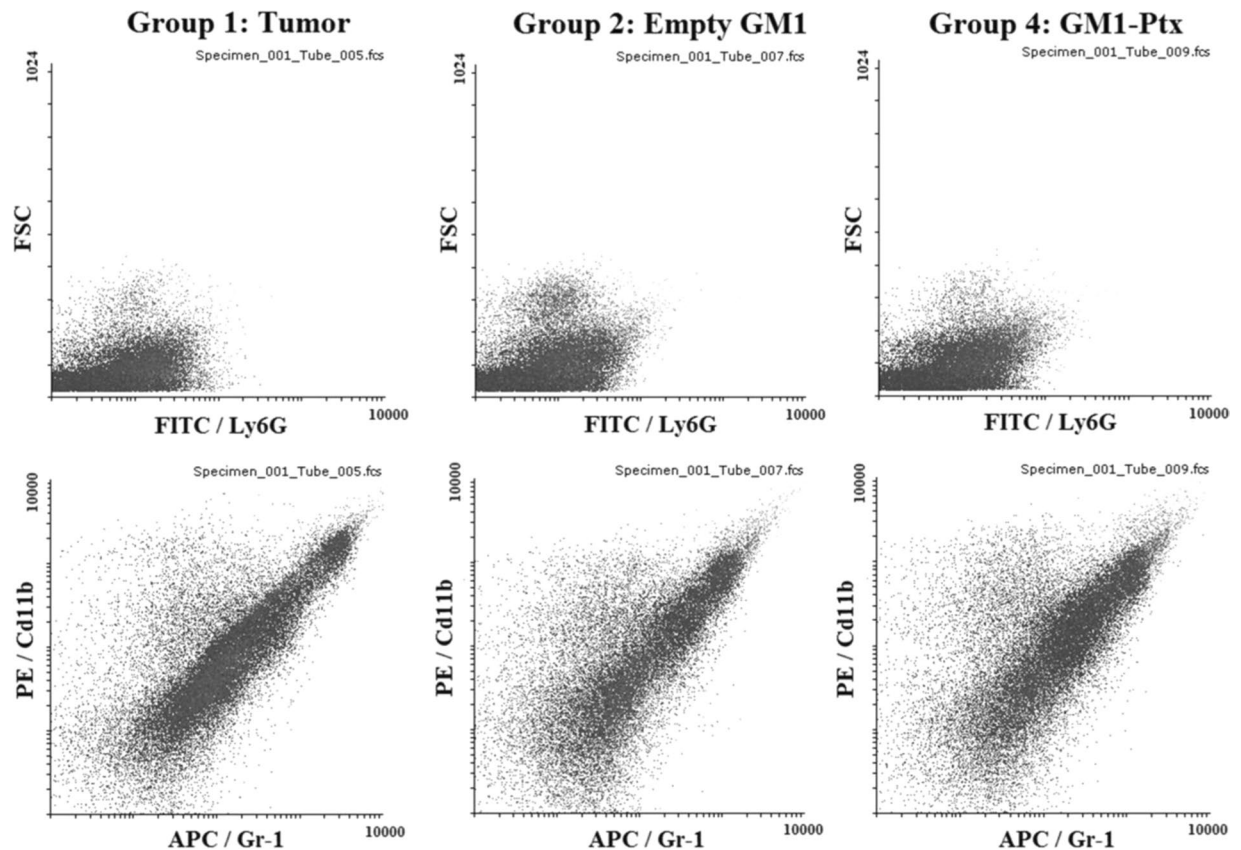 Group 1: Tumor
Group 2: Empty GM1
Group 4: GM1-Ptx
Specimen_001_Tube_005.fcs
Specimen_001_Tube_007.fcs
Specimen_001_Tube_009.fcs
1024
1024
1024
FSC
FSC
FSC
10000
10000
10000
FITC / Ly6G
FITC / Ly6G
FITC / Ly6G
Specimen_001_Tube_005.fcs
Specimen_001_Tube_007.fcs
Specimen_001_Tube_009.fcs
10000
10000
10000
PE / Cd11b
PE / Cd11b
PE / Cd11b
10000
10000
10000
APC / Gr-1
APC / Gr-1
APC / Gr-1